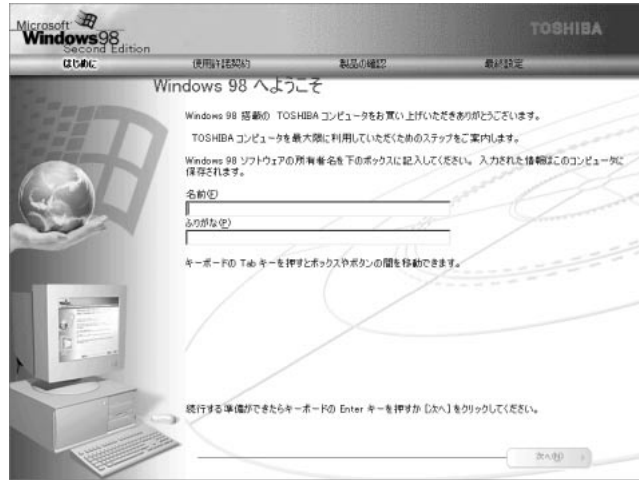 Microsoft
Windows98
Second Edition
TOSHIBA
はじめに 使用許諾契約 製品の確認 最終設定
Windows 98 へようこそ
Windows 98 搭載の TOSHIBA コンピュータをお買い上げいただきありがとうございます。
TOSHIBA コンピュータを最大限に利用していただくためのステップをご案内します。
Windows 98 ソフトウェアの所有者名を下のボックスに記入してください。 入力された情報はこのコンピュータに
保存されます。
名前(F)
ふりがな(P)
キーボードの Tab キーを押すとボックスやボタンの間を移動できます。
続行する準備ができたらキーボードの Enter キーを押すか [次へ] をクリックしてください。
次へ(N)